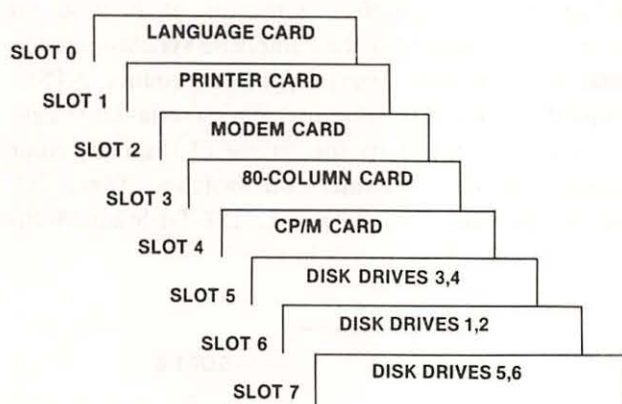 LANGUAGE CARD
SLOT 0
PRINTER CARD
SLOT 1
MODEM CARD
SLOT 2
80-COLUMN CARD
SLOT 3
CP/M CARD
SLOT 4
DISK DRIVES 3,4
SLOT 5
DISK DRIVES 1,2
SLOT 6
DISK DRIVES 5,6
SLOT 7